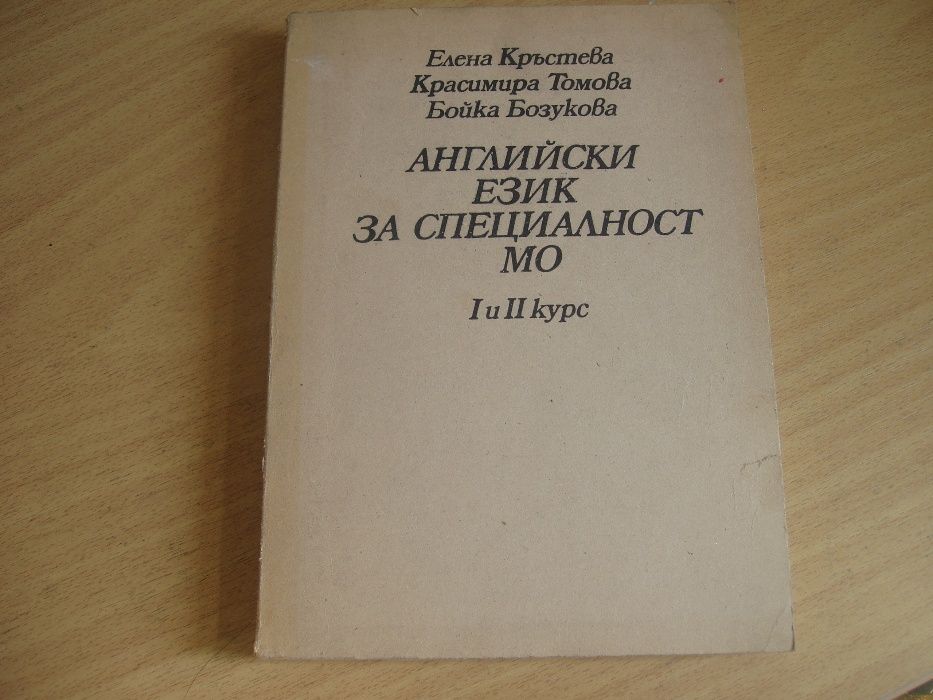 Елена Кръстева
Красимира Томова
Бойка Бозукова
АНГЛИЙСКИ
ЕЗИК
ЗА СПЕЦИАЛНОСТ
МО
I и II курс